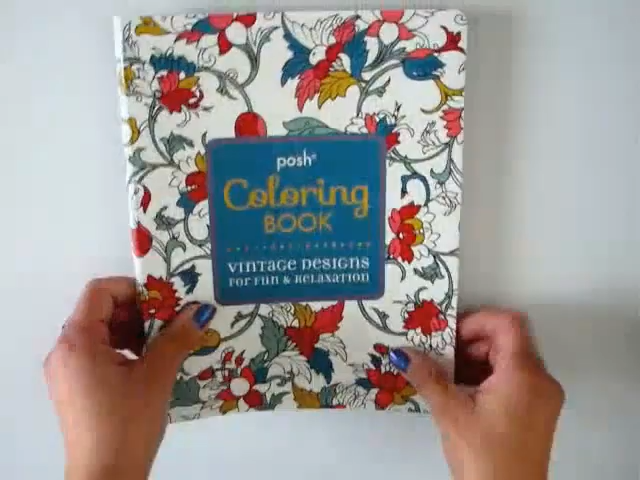 posh®
Coloring
BOOK
VINTAGE DESIGNS
FOR FUN & RELAXATION